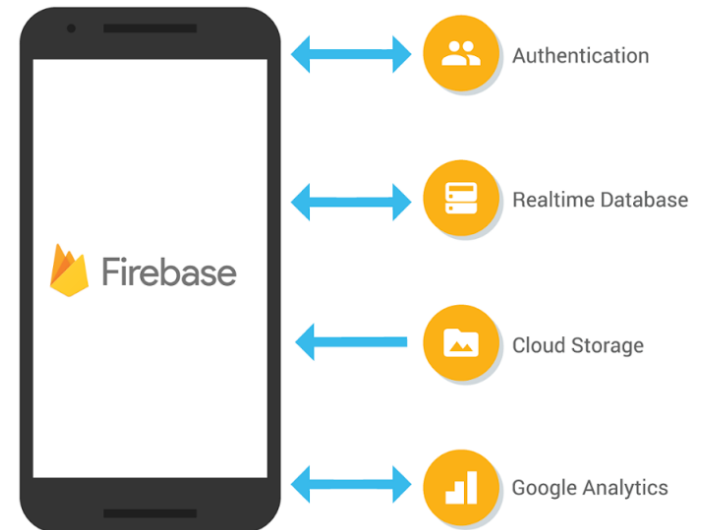 Authentication
Realtime Database
Firebase
Cloud Storage
Google Analytics